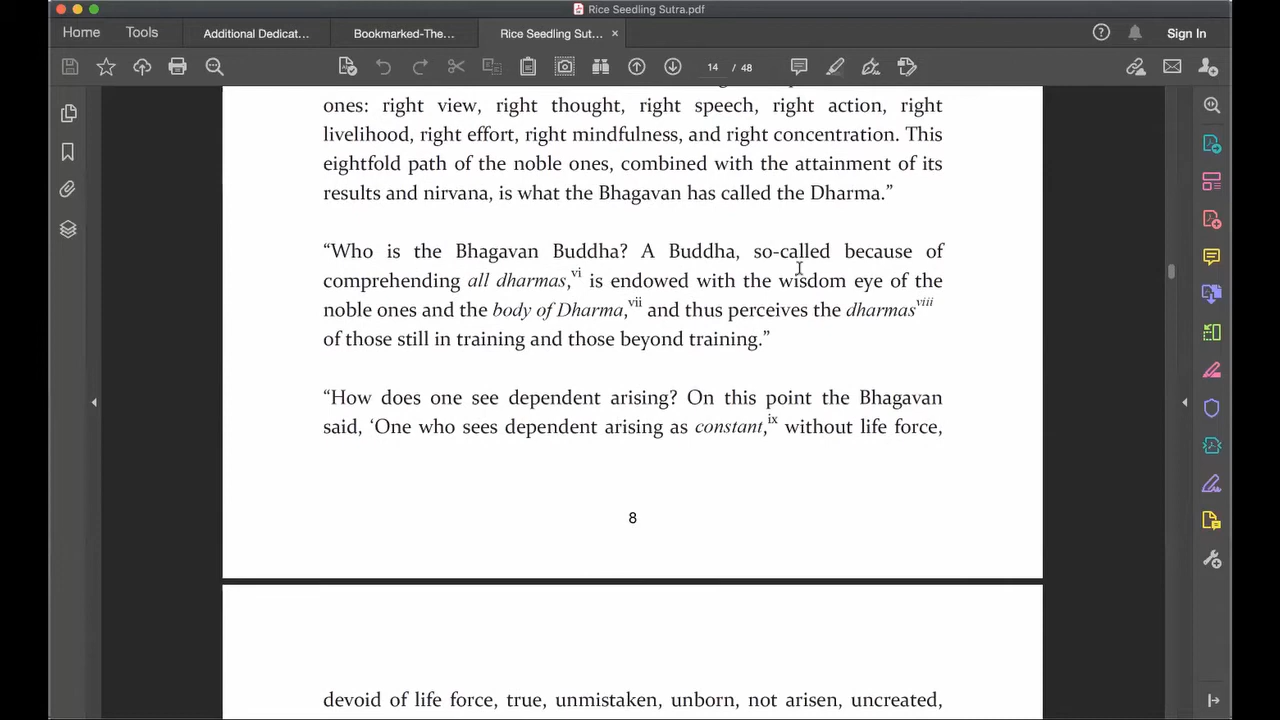 Rice Seedling Sutra.pdf
Home
Tools
Additional Dedicat...
Bookmarked-The...
Rice Seedling Sut... ×
Sign In
14 / 48
ones: right view, right thought, right speech, right action, right
livelihood, right effort, right mindfulness, and right concentration. This
eightfold path of the noble ones, combined with the attainment of its
results and nirvana, is what the Bhagavan has called the Dharma.”
“Who is the Bhagavan Buddha? A Buddha, so-called because of
comprehending all dharmas,vi is endowed with the wisdom eye of the
noble ones and the body of Dharma,vii and thus perceives the dharmasviii
of those still in training and those beyond training.”
“How does one see dependent arising? On this point the Bhagavan
said, ‘One who sees dependent arising as constant,ix without life force,
8
devoid of life force, true, unmistaken, unborn, not arisen, uncreated,